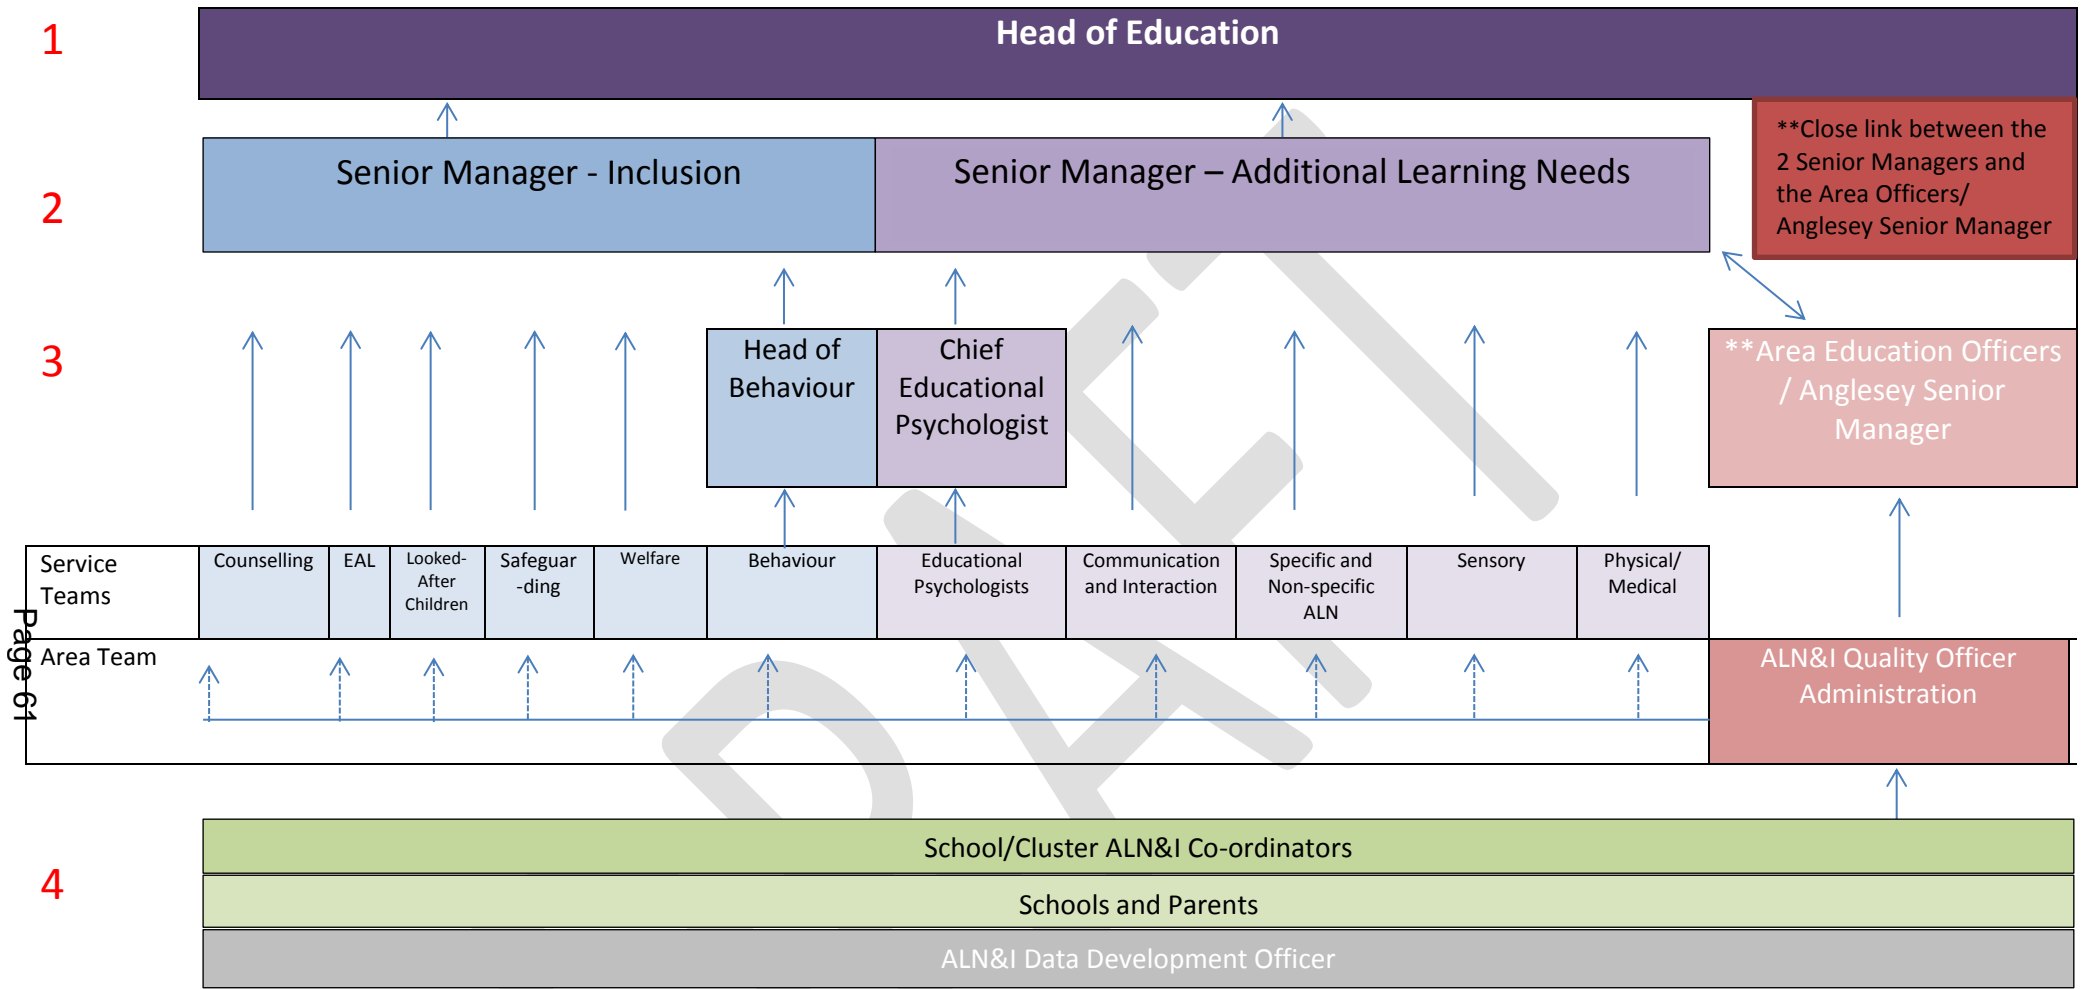 1
Head of Education
**Close link between the
2 Senior Managers and
the Area Officers/
Anglesey Senior Manager
2
Senior Manager - Inclusion
Senior Manager – Additional Learning Needs
3
Head of
Behaviour
Chief
Educational
Psychologist
**Area Education Officers
/ Anglesey Senior
Manager
Service
Teams
Counselling
EAL
Looked-
After
Children
Safeguar
-ding
Welfare
Behaviour
Educational
Psychologists
Communication
and Interaction
Specific and
Non-specific
ALN
Sensory
Physical/
Medical
Page 61
Area Team
ALN&I Quality Officer
Administration
4
School/Cluster ALN&I Co-ordinators
Schools and Parents
ALN&I Data Development Officer
DRAFT